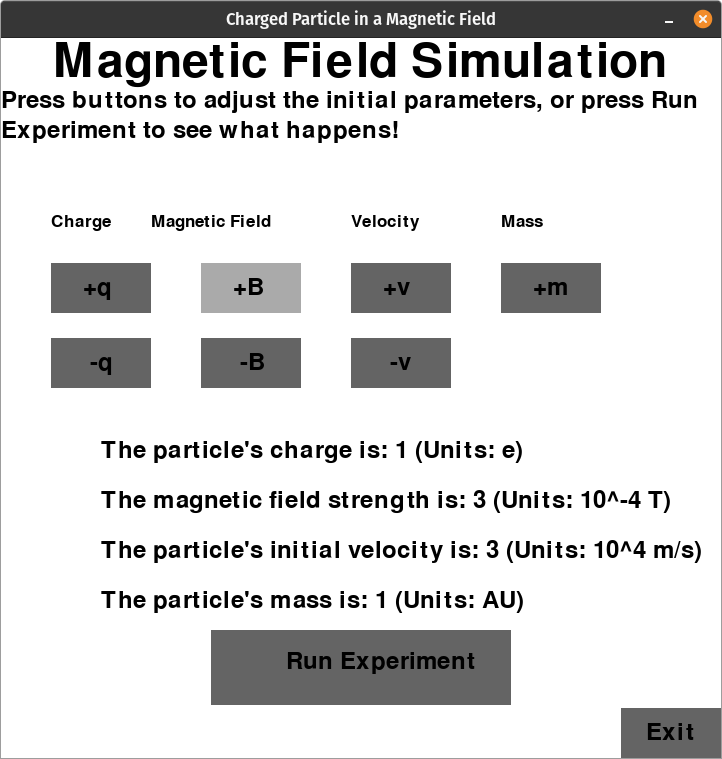 Charged Particle in a Magnetic Field
Magnetic Field Simulation
Press buttons to adjust the initial parameters, or press Run
Experiment to see what happens!
Charge Magnetic Field Velocity Mass
+q +B +v +m
-q -B -v
The particle's charge is: 1 (Units: e)
The magnetic field strength is: 3 (Units: 10^-4 T)
The particle's initial velocity is: 3 (Units: 10^4 m/s)
The particle's mass is: 1 (Units: AU)
Run Experiment
Exit